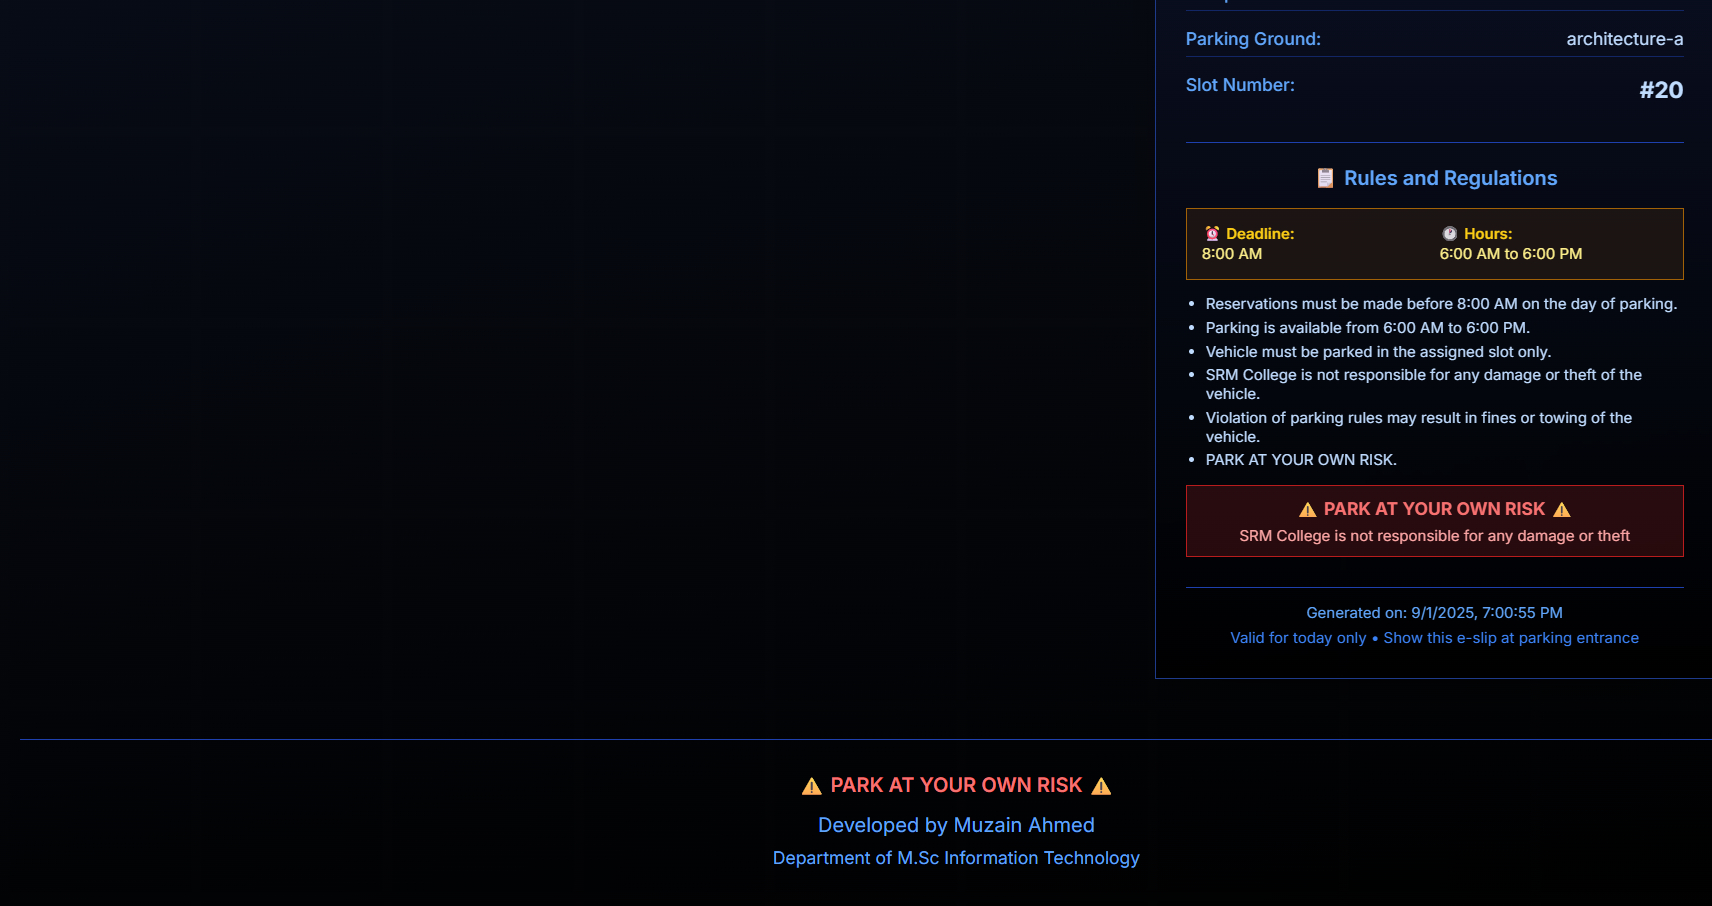 Parking Ground: architecture-a
Slot Number: #20
📋 Rules and Regulations
⏰ Deadline:
8:00 AM
🕐 Hours:
6:00 AM to 6:00 PM
• Reservations must be made before 8:00 AM on the day of parking.
• Parking is available from 6:00 AM to 6:00 PM.
• Vehicle must be parked in the assigned slot only.
• SRM College is not responsible for any damage or theft of the
vehicle.
• Violation of parking rules may result in fines or towing of the
vehicle.
• PARK AT YOUR OWN RISK.
⚠️ PARK AT YOUR OWN RISK ⚠️
SRM College is not responsible for any damage or theft
Generated on: 9/1/2025, 7:00:55 PM
Valid for today only • Show this e-slip at parking entrance
⚠️ PARK AT YOUR OWN RISK ⚠️
Developed by Muzain Ahmed
Department of M.Sc Information Technology